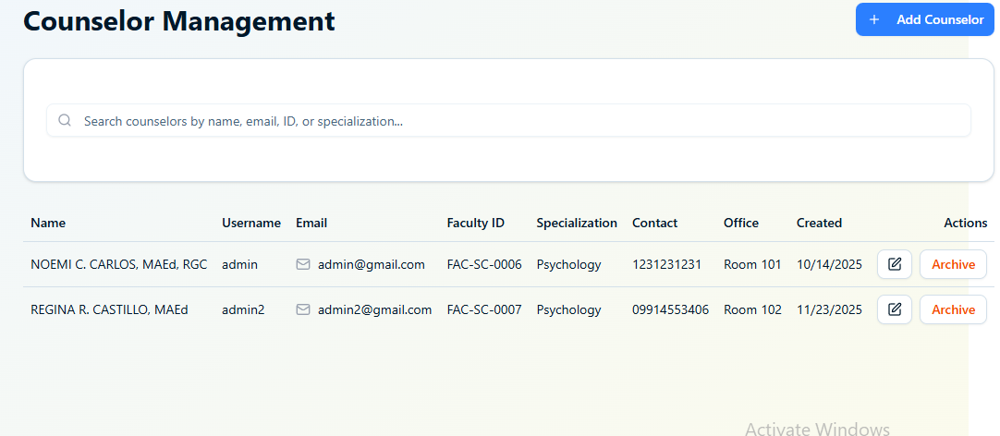 Counselor Management
+ Add Counselor
Search counselors by name, email, ID, or specialization...
Name Username Email Faculty ID Specialization Contact Office Created Actions
NOEMI C. CARLOS, MAEd, RGC admin admin@gmail.com FAC-SC-0006 Psychology 1231231231 Room 101 10/14/2025 Archive
REGINA R. CASTILLO, MAEd admin2 admin2@gmail.com FAC-SC-0007 Psychology 09914553406 Room 102 11/23/2025 Archive
Activate Windows